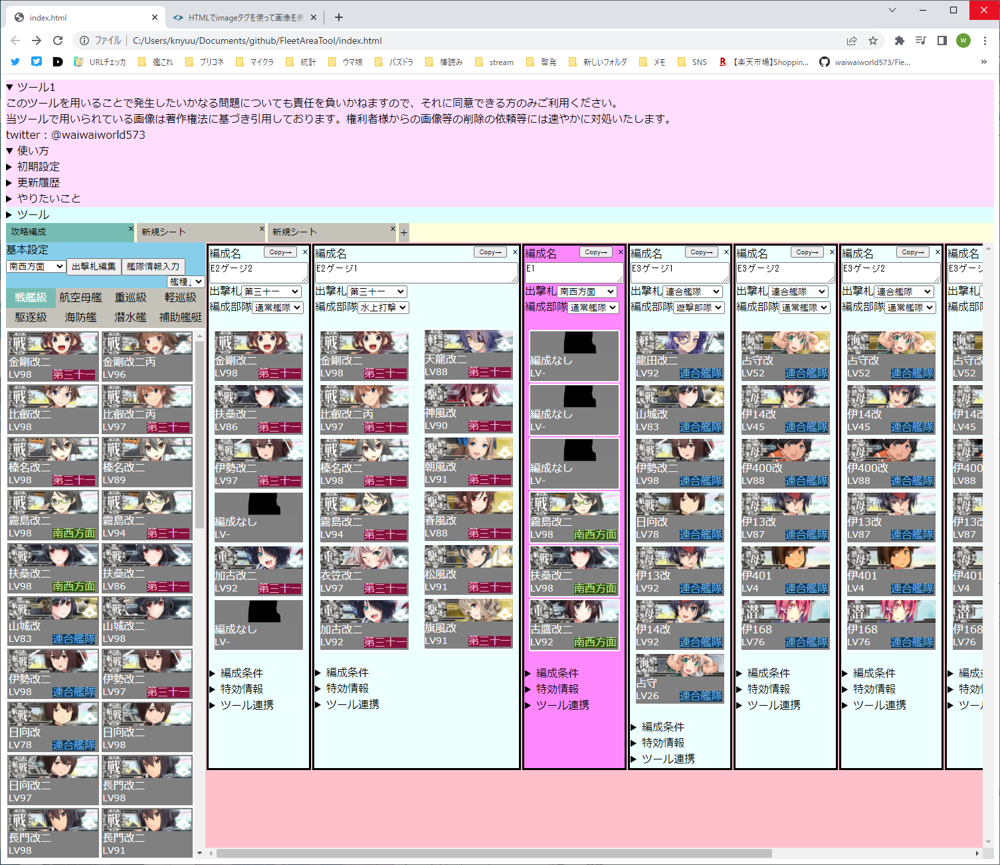 index.html
HTMLでimageタグを使って画像を表
ファイル C:/Users/knyuu/Documents/github/FleetAreaTool/index.html
W
URLチェッカ 艦これ プリコネ マイクラ 統計 ウマ娘 パズドラ 棒読み stream 啓発 新しいフォルダ メモ SNS 【楽天市場】Shoppin... waiwaiworld573/Fle...
ツール1
このツールを用いることで発生したいかなる問題についても責任を負いかねますので、それに同意できる方のみご利用ください。
当ツールで用いられている画像は著作権法に基づき引用しております。権利者様からの画像等の削除の依頼等には速やかに対処いたします。
twitter：@waiwaiworld573
使い方
初期設定
更新履歴
やりたいこと
ツール
攻略編成 × 新規シート × 新規シート × +
基本設定
南西方面 出撃札編集 艦隊情報入力
艦種↓
戦艦級 航空母艦 重巡級 軽巡級
駆逐級 海防艦 潜水艦 補助艦艇
金剛改二
LV98 第三十一
金剛改二丙
LV96
比叡改二
LV98
比叡改二丙
LV97 第三十一
榛名改二
LV98 第三十一
榛名改二
LV89
霧島改二
LV98 南西方面
霧島改二
LV94 第三十一
扶桑改二
LV98 南西方面
扶桑改二
LV86 第三十一
山城改
LV83 連合艦隊
山城改二
LV98
伊勢改二
LV98 連合艦隊
伊勢改二
LV97 第三十一
日向改
LV78 連合艦隊
日向改二
LV98
日向改二
LV97
長門改二
LV98
長門改二
LV98
長門改二
LV91
編成名 Copy→ ×
E2ゲージ2
出撃札 第三十一
編成部隊 通常艦隊
金剛改二
LV98 第三十一
扶桑改二
LV86 第三十一
伊勢改二
LV97 第三十一
編成なし
LV-
加古改二
LV92 第三十一
編成なし
LV-
編成条件
特効情報
ツール連携
編成名 Copy→ ×
E2ゲージ1
出撃札 第三十一
編成部隊 水上打撃
金剛改二
LV98 第三十一
比叡改二丙
LV97 第三十一
榛名改二
LV98 第三十一
霧島改二
LV94 第三十一
衣笠改二
LV97 第三十一
加古改二
LV92 第三十一
天龍改二
LV88 第三十一
神風改
LV90 第三十一
朝風改
LV91 第三十一
春風改
LV88 第三十一
松風改
LV91 第三十一
旗風改
LV91 第三十一
編成条件
特効情報
ツール連携
編成名 Copy→ ×
E1
出撃札 南西方面
編成部隊 通常艦隊
編成なし
LV-
編成なし
LV-
編成なし
LV-
霧島改二
LV98 南西方面
扶桑改二
LV98 南西方面
古鷹改二
LV92 南西方面
編成条件
特効情報
ツール連携
編成名 Copy→ ×
E3ゲージ1
出撃札 連合艦隊
編成部隊 遊撃部隊
龍田改二
LV92 連合艦隊
山城改
LV83 連合艦隊
伊勢改二
LV98 連合艦隊
日向改
LV78 連合艦隊
伊13改
LV92 連合艦隊
伊14改
LV92 連合艦隊
占守
LV26 連合艦隊
編成条件
特効情報
ツール連携
編成名 Copy→ ×
E3ゲージ2
出撃札 連合艦隊
編成部隊 通常艦隊
占守改
LV52 連合艦隊
伊14改
LV45 連合艦隊
伊400改
LV88 連合艦隊
伊13改
LV87 連合艦隊
伊401
LV4 連合艦隊
伊168
LV76 連合艦隊
編成条件
特効情報
ツール連携
編成名 Copy→ ×
E3ゲージ2
出撃札 連合艦隊
編成部隊 通常艦隊
占守改
LV52 連合艦隊
伊14改
LV45 連合艦隊
伊400改
LV88 連合艦隊
伊13改
LV87 連合艦隊
伊401
LV4 連合艦隊
伊168
LV76 連合艦隊
編成条件
特効情報
ツール連携
編成名
E3ゲー
出撃札
編成部隊
占守改
LV52
伊14改
LV45
伊400
LV88
伊13改
LV87
伊401
LV4
伊168
LV76
編成
特効
ツー